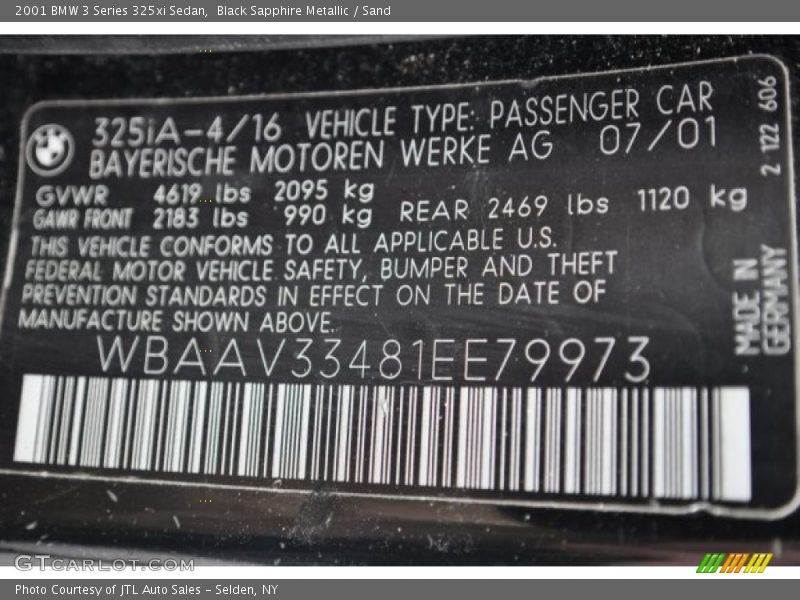 2001 BMW 3 Series 325xi Sedan,  Black Sapphire Metallic / Sand
325iA-4/16 VEHICLE TYPE: PASSENGER CAR
BAYERISCHE MOTOREN WERKE AG 07/01
GVWR 4619 lbs 2095 kg
GAWR FRONT 2183 lbs 990 kg REAR 2469 lbs 1120 kg
THIS VEHICLE CONFORMS TO ALL APPLICABLE U.S.
FEDERAL MOTOR VEHICLE SAFETY, BUMPER AND THEFT
PREVENTION STANDARDS IN EFFECT ON THE DATE OF
MANUFACTURE SHOWN ABOVE.
WBAAV33481EE79973
2 122 606
MADE IN
GERMANY
GTCARLOT.COM
Photo Courtesy of JTL Auto Sales - Selden, NY